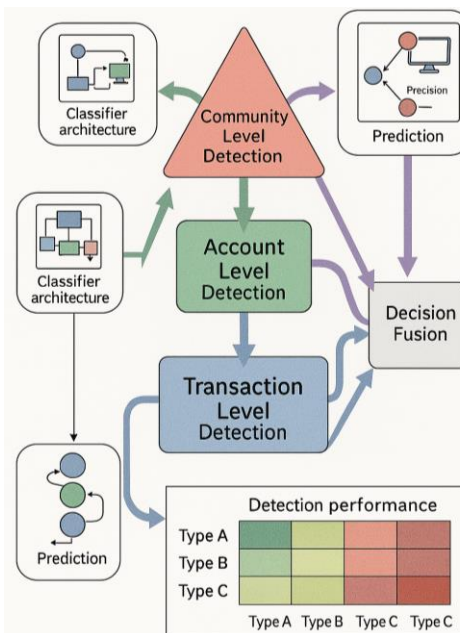 Classifier
architecture
Community
Level
Detection
Precision
Prediction
Classifier
architecture
Account
Level
Detection
Decision
Fusion
Transaction
Level
Detection
Prediction
Detection performance
Type A
Type B
Type C
Type A Type B Type C Type C